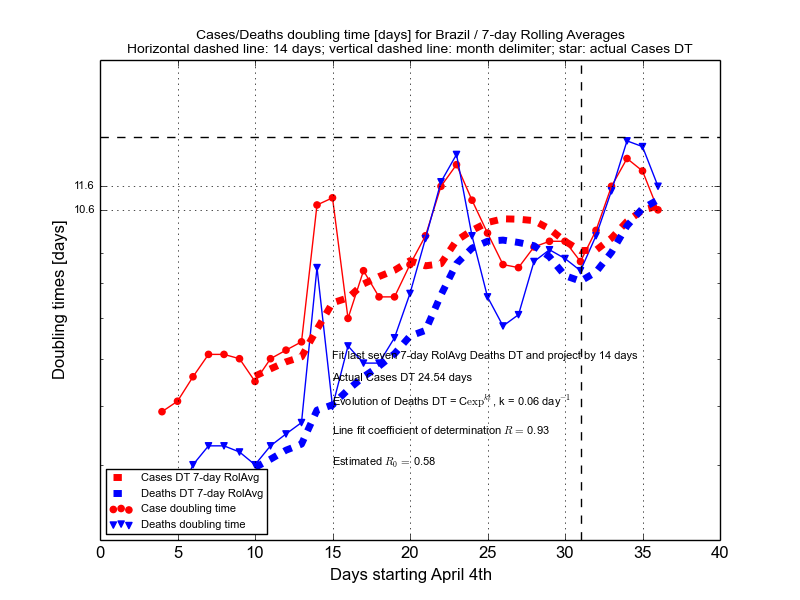 Cases/Deaths doubling time [days] for Brazil / 7-day Rolling Averages
Horizontal dashed line: 14 days; vertical dashed line: month delimiter; star: actual Cases DT
11.6
10.6
Doubling times [days]
Fit last seven 7-day RolAvg Deaths DT and project by 14 days
Actual Cases DT 24.54 days
Evolution of Deaths DT = C exp^kt, k = 0.06 day^-1
Line fit coefficient of determination R = 0.93
Estimated R_0 = 0.58
Cases DT 7-day RolAvg
Deaths DT 7-day RolAvg
Case doubling time
Deaths doubling time
0 5 10 15 20 25 30 35 40
Days starting April 4th